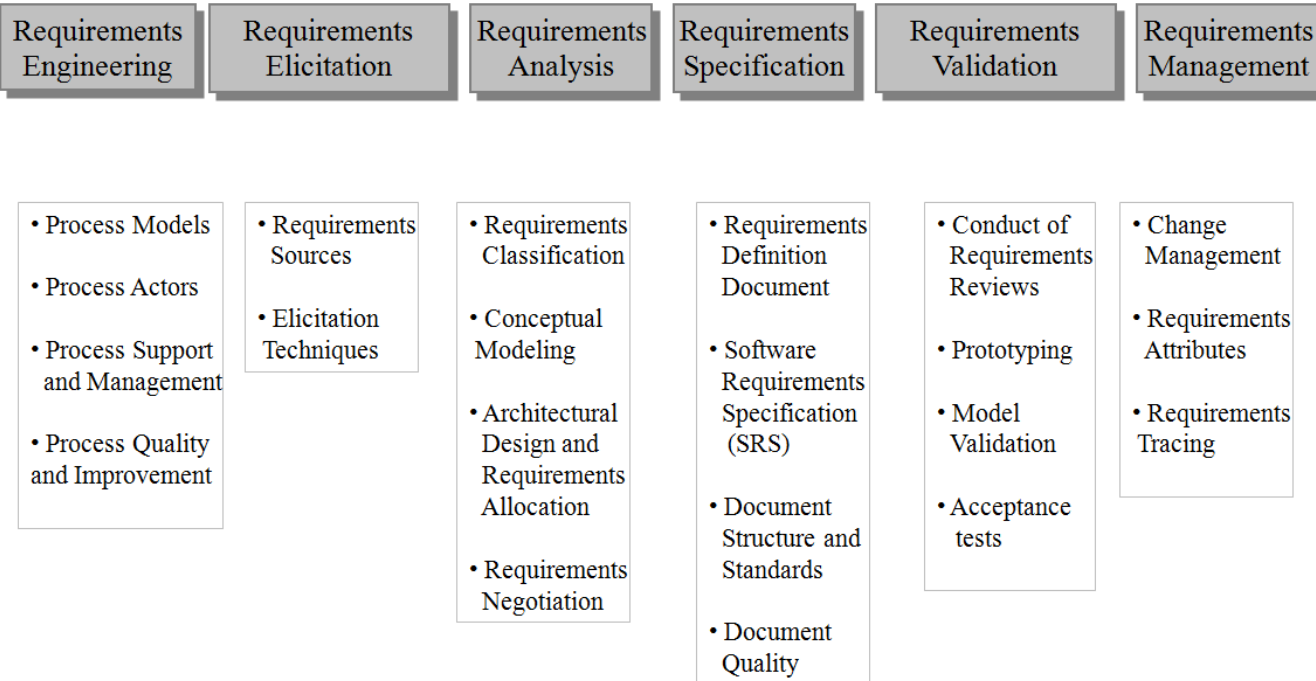 Requirements
Engineering
Requirements
Elicitation
Requirements
Analysis
Requirements
Specification
Requirements
Validation
Requirements
Management
• Process Models
• Process Actors
• Process Support
and Management
• Process Quality
and Improvement
• Requirements
Sources
• Elicitation
Techniques
• Requirements
Classification
• Conceptual
Modeling
• Architectural
Design and
Requirements
Allocation
• Requirements
Negotiation
• Requirements
Definition
Document
• Software
Requirements
Specification
(SRS)
• Document
Structure and
Standards
• Document
Quality
• Conduct of
Requirements
Reviews
• Prototyping
• Model
Validation
• Acceptance
tests
• Change
Management
• Requirements
Attributes
• Requirements
Tracing